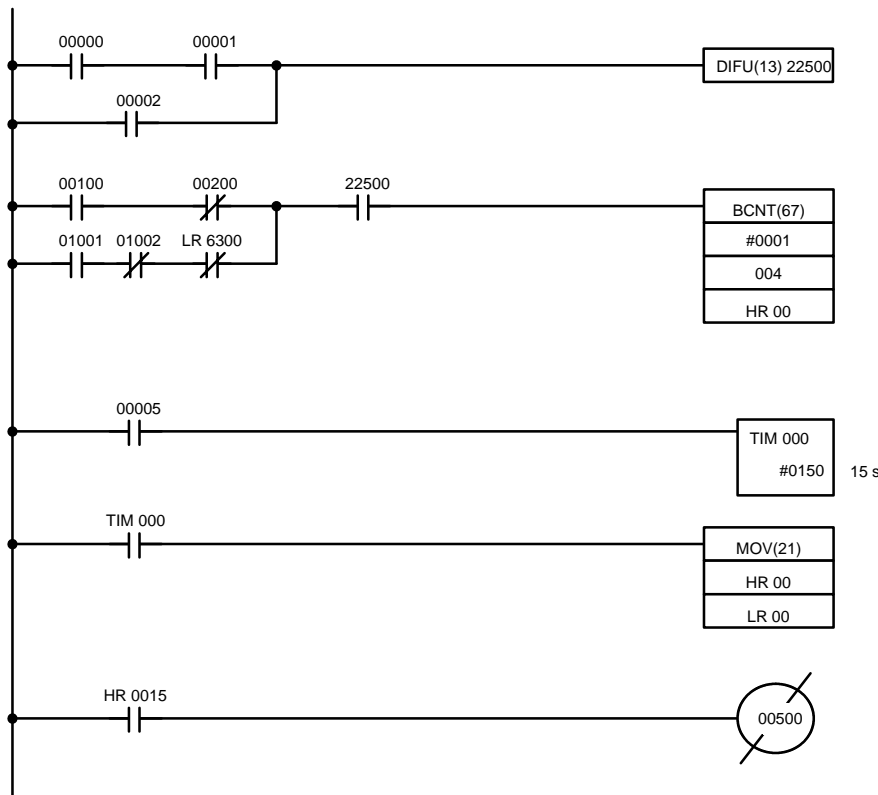 00000 00001
DIFU(13) 22500
00002
00100 00200 22500
BCNT(67)
01001 01002 LR 6300
#0001
004
HR 00
00005
TIM 000
#0150 15 s
TIM 000
MOV(21)
HR 00
LR 00
HR 0015
00500